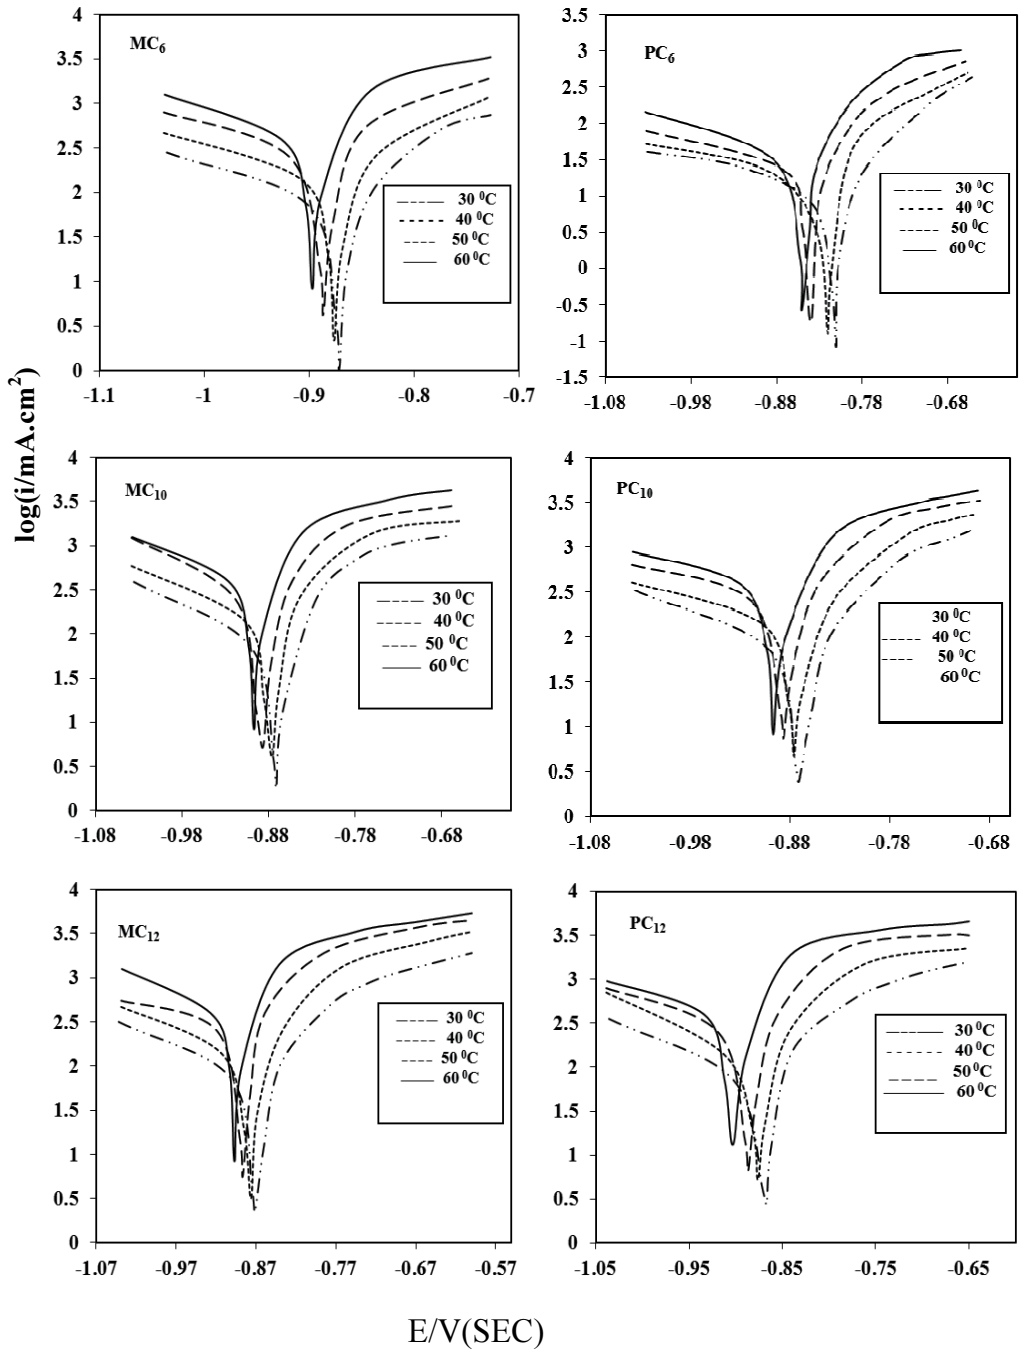 4
3.5
3
2.5
2
1.5
1
0.5
0
MC6
30 ⁰C
40 ⁰C
50 ⁰C
60 ⁰C
-1.1 -1 -0.9 -0.8 -0.7
3.5
3
2.5
2
1.5
1
0.5
0
-0.5
-1
-1.5
PC6
30 ⁰C
40 ⁰C
50 ⁰C
60 ⁰C
-1.08 -0.98 -0.88 -0.78 -0.68
log(i/mA.cm²)
4
3.5
3
2.5
2
1.5
1
0.5
0
MC10
30 ⁰C
40 ⁰C
50 ⁰C
60 ⁰C
-1.08 -0.98 -0.88 -0.78 -0.68
4
3.5
3
2.5
2
1.5
1
0.5
0
PC10
30 ⁰C
40 ⁰C
50 ⁰C
60 ⁰C
-1.08 -0.98 -0.88 -0.78 -0.68
4
3.5
3
2.5
2
1.5
1
0.5
0
MC12
30 ⁰C
40 ⁰C
50 ⁰C
60 ⁰C
-1.07 -0.97 -0.87 -0.77 -0.67 -0.57
4
3.5
3
2.5
2
1.5
1
0.5
0
PC12
30 ⁰C
40 ⁰C
50 ⁰C
60 ⁰C
-1.05 -0.95 -0.85 -0.75 -0.65
E/V(SEC)